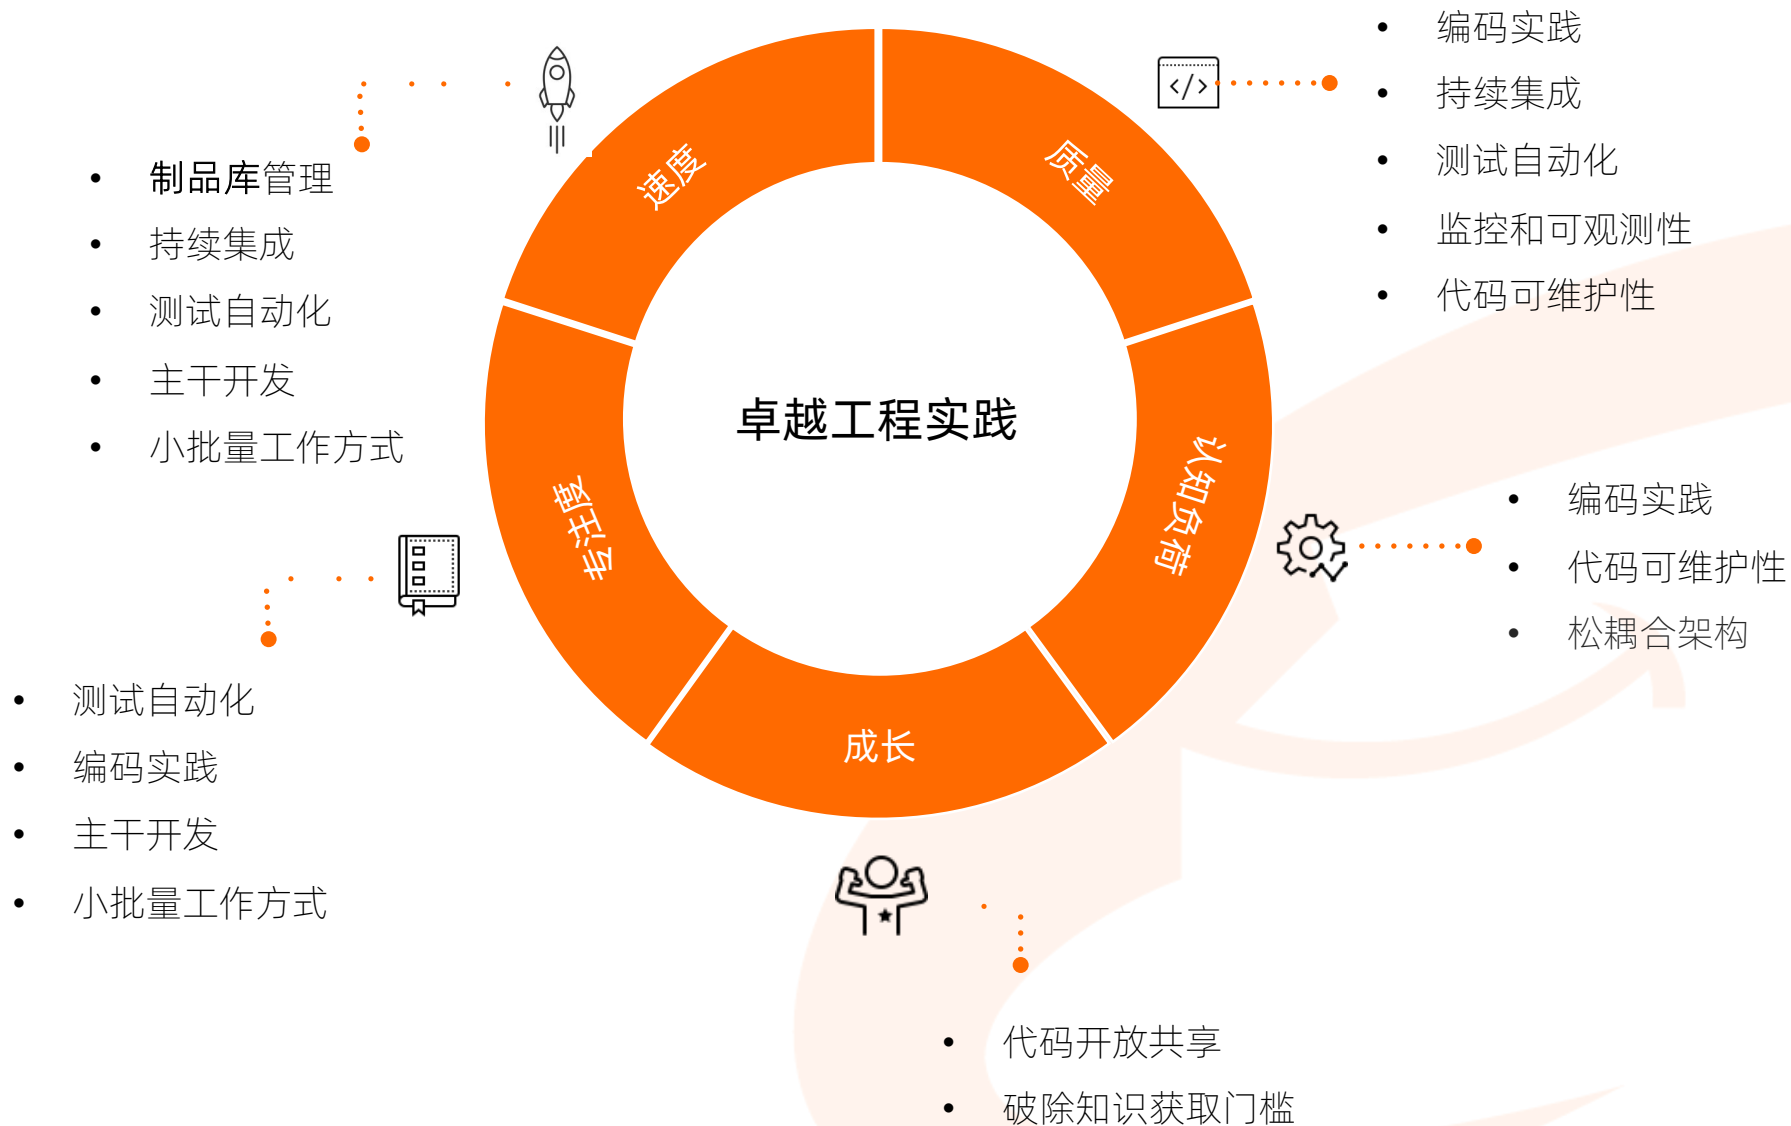 卓越工程实践
速度
• 制品库管理
• 持续集成
• 测试自动化
• 主干开发
• 小批量工作方式
质量
</>
• 编码实践
• 持续集成
• 测试自动化
• 监控和可观测性
• 代码可维护性
认知负荷
• 编码实践
• 代码可维护性
• 松耦合架构
成长
• 代码开放共享
• 破除知识获取门槛
专注度
• 测试自动化
• 编码实践
• 主干开发
• 小批量工作方式